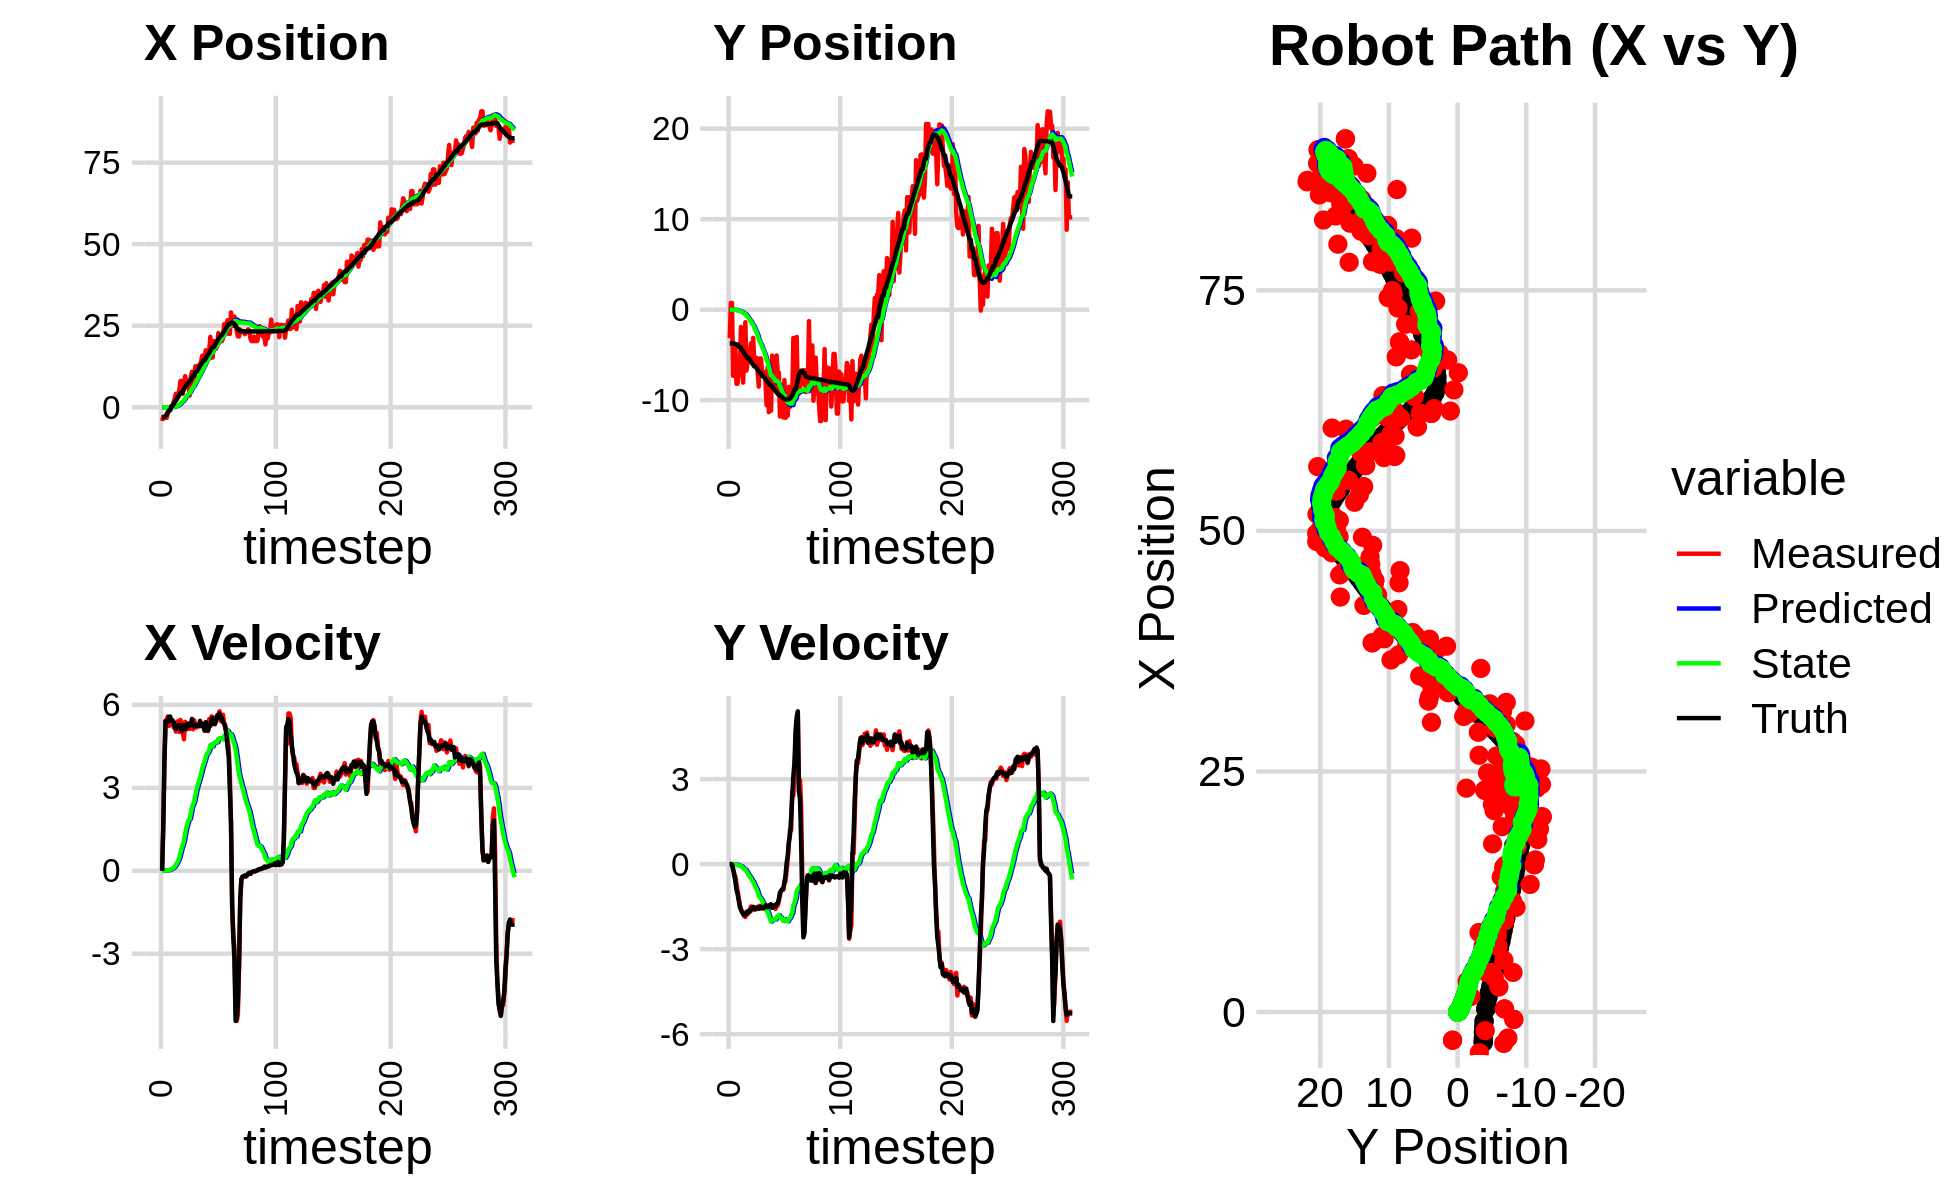 X Position
75
50
25
0
0
100
200
300
timestep
Y Position
20
10
0
-10
0
100
200
300
timestep
X Velocity
6
3
0
-3
0
100
200
300
timestep
Y Velocity
3
0
-3
-6
0
100
200
300
timestep
Robot Path (X vs Y)
X Position
75
50
25
0
20 10 0 -10 -20
Y Position
variable
Measured
Predicted
State
Truth